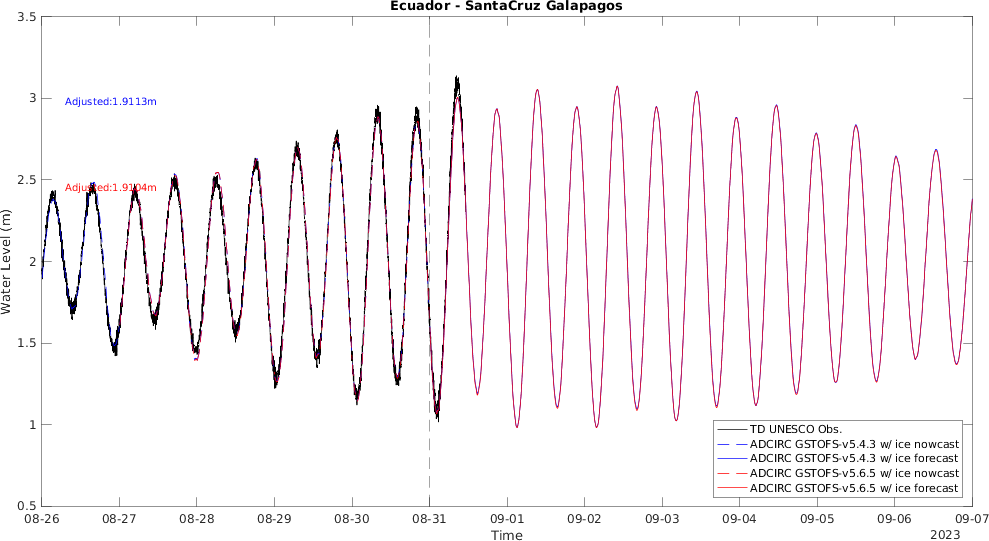 Ecuador - SantaCruz Galapagos
Water Level (m)
3.5
3
2.5
2
1.5
1
0.5
Adjusted:1.9113m
Adjusted:1.9104m
TD UNESCO Obs.
ADCIRC GSTOFS-v5.4.3 w/ ice nowcast
ADCIRC GSTOFS-v5.4.3 w/ ice forecast
ADCIRC GSTOFS-v5.6.5 w/ ice nowcast
ADCIRC GSTOFS-v5.6.5 w/ ice forecast
08-26 08-27 08-28 08-29 08-30 08-31 09-01 09-02 09-03 09-04 09-05 09-06 09-07
Time
2023